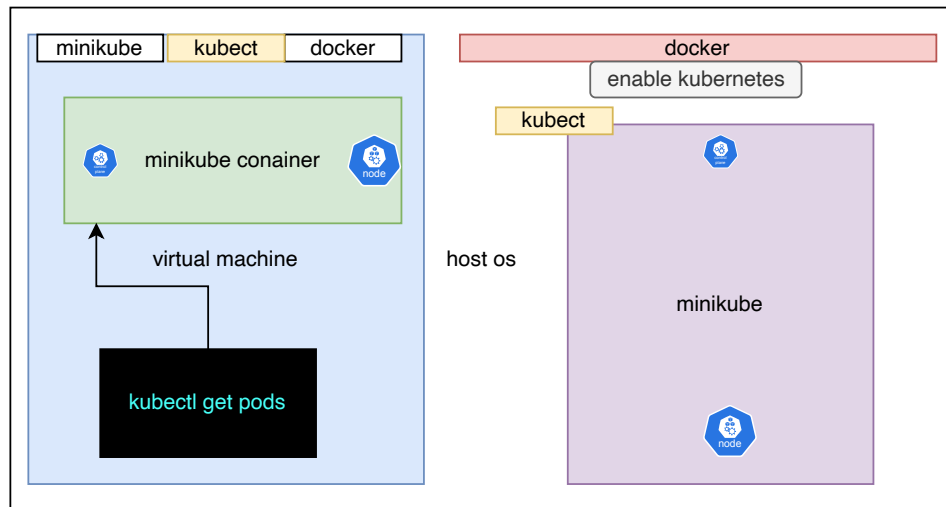 minikube
kubect
docker
minikube conainer
node
virtual machine
kubectl get pods
host os
docker
enable kubernetes
kubect
minikube
node